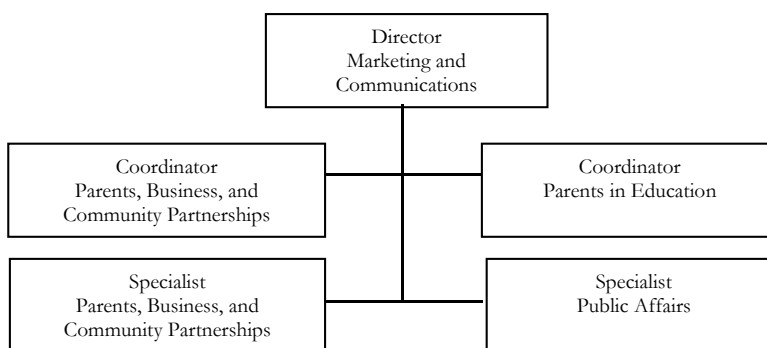 Director
Marketing and
Communications
Coordinator
Parents, Business, and
Community Partnerships
Coordinator
Parents in Education
Specialist
Parents, Business, and
Community Partnerships
Specialist
Public Affairs